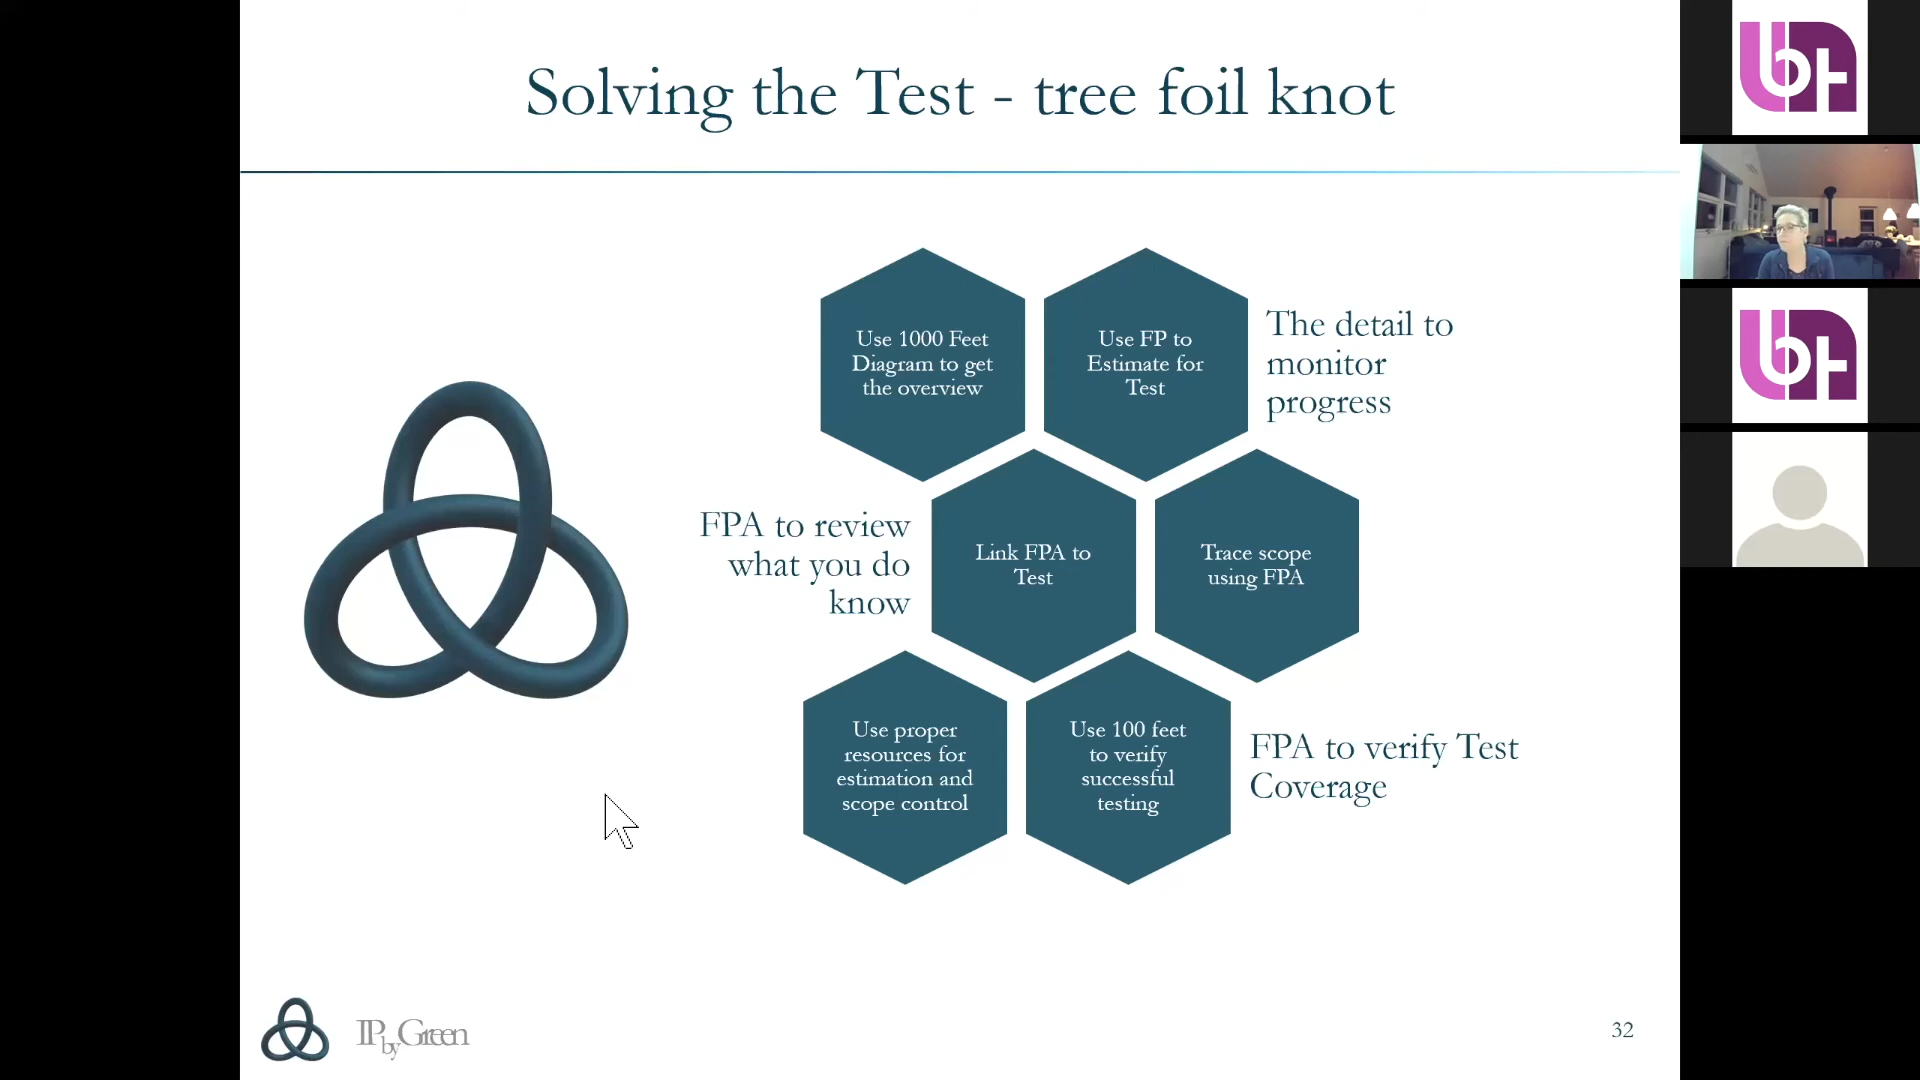 Solving the Test - tree foil knot
Use 1000 Feet
Diagram to get
the overview
Use FP to
Estimate for
Test
The detail to
monitor
progress
FPA to review
what you do
know
Link FPA to
Test
Trace scope
using FPA
Use proper
resources for
estimation and
scope control
Use 100 feet
to verify
successful
testing
FPA to verify Test
Coverage
IPbyGreen
32